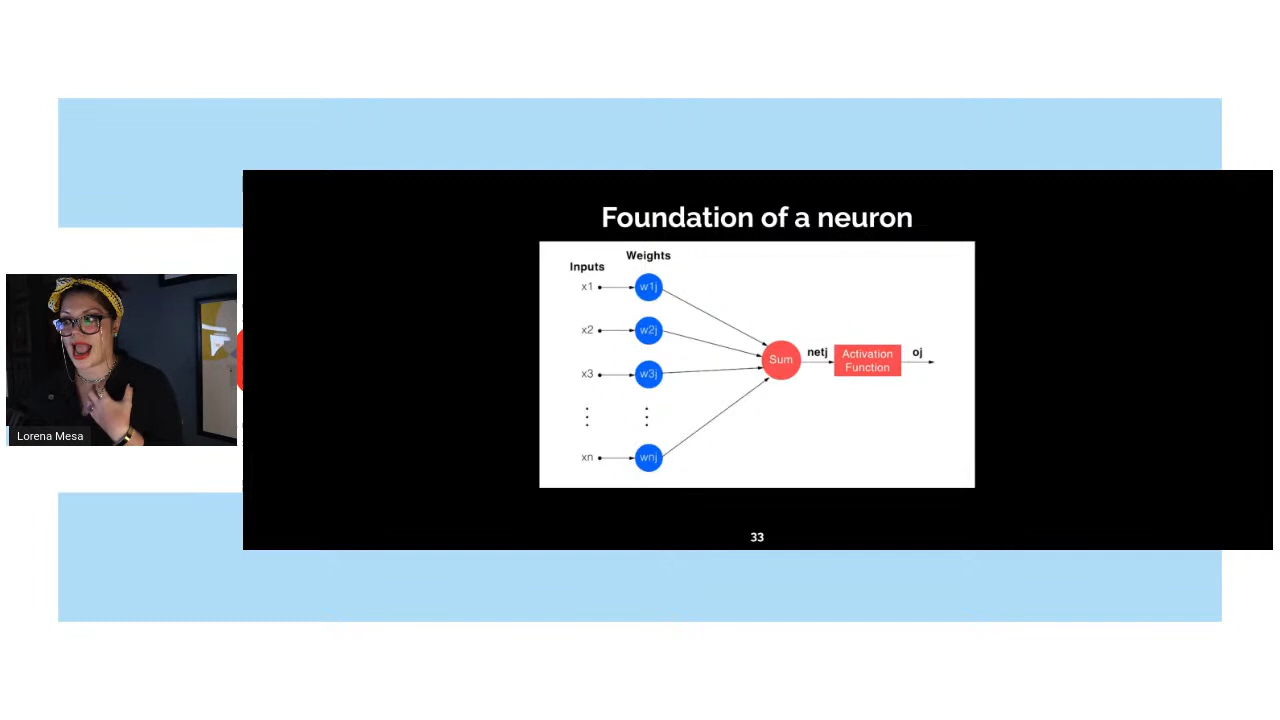 Foundation of a neuron
Weights
Inputs
x1 w1j
x2 w2j
x3 w3j
xn wnj
Sum
netj
Activation
Function
oj
33
Lorena Mesa